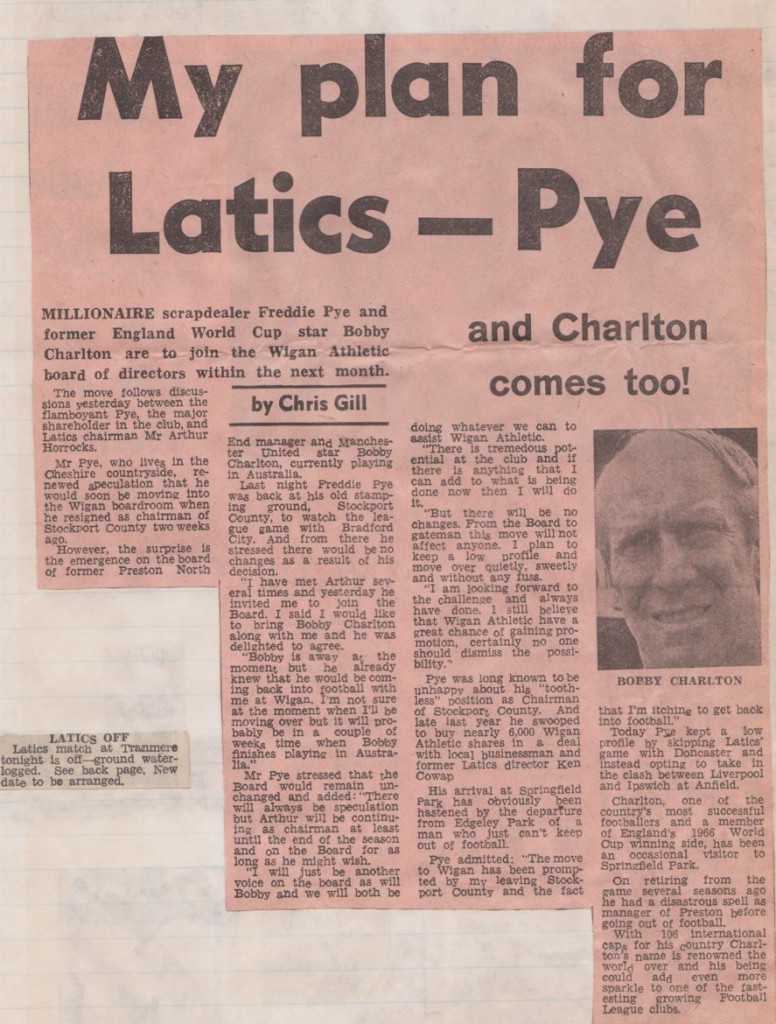 My plan for
Latics — Pye
and Charlton
comes too!
MILLIONAIRE scrapdealer Freddie Pye and
former England World Cup star Bobby
Charlton are to join the Wigan Athletic
board of directors within the next month.
by Chris Gill
The move follows discus-
sions yesterday between the
flamboyant Pye, the major
shareholder in the club, and
Latics chairman Mr Arthur
Horrocks.
Mr Pye, who lives in the
Cheshire countryside, re-
newed speculation that he
would soon be moving into
the Wigan boardroom when
he resigned as chairman of
Stockport County two weeks
ago.
However, the surprise is
the emergence on the board
of former Preston North
End manager and Manches-
ter United star Bobby
Charlton, currently playing
in Australia.
Last night Freddie Pye
was back at his old stamp-
ing ground, Stockport
County, to watch the lea-
gue game with Bradford
City. And from there he
stressed there would be no
changes as a result of his
decision.
"I have met Arthur sev-
eral times and yesterday he
invited me to join the
Board. I said I would like
to bring Bobby Charlton
along with me and he was
delighted to agree.
"Bobby is away at the
moment but he already
knew that he would be com-
ing back into football with
me at Wigan. I'm not sure
at the moment when I'll be
moving over but it will pro-
bably be in a couple of
weeks time when Bobby
finishes playing in Austra-
lia."
Mr Pye stressed that the
Board would remain un-
changed and added: "There
will always be speculation
but Arthur will be continu-
ing as chairman at least
until the end of the season
and on the Board for as
long as he might wish.
"I will just be another
voice on the board as will
Bobby and we will both be
doing whatever we can to
assist Wigan Athletic.
"There is tremedous pot-
ential at the club and if
there is anything that I
can add to what is being
done now then I will do
it.
"But there will be no
changes. From the Board to
gateman this move will not
affect anyone. I plan to
keep a low profile and
move over quietly, sweetly
and without any fuss.
"I am looking forward to
the challenge and always
have done. I still believe
that Wigan Athletic have a
great chance of gaining pro-
motion, certainly no one
should dismiss the possi-
bility."
Pye was long known to be
unhappy about his "tooth-
less" position as Chairman
of Stockport County. And
late last year he swooped
to buy nearly 6,000 Wigan
Athletic shares in a deal
with local businessman and
former Latics director Ken
Cowap
His arrival at Springfield
Park has obviously been
hastened by the departure
from Edgeley Park of a
man who just can't keep
out of football.
Pye admitted: "The move
to Wigan has been promp-
ted by my leaving Stock-
port County and the fact
BOBBY CHARLTON
that I'm itching to get back
into football."
Today Pye kept a low
profile by skipping Latics'
game with Doncaster and
instead opting to take in
the clash between Liverpool
and Ipswich at Anfield.
Charlton, one of the
country's most successful
footballers and a member
of England's 1966 World
Cup winning side, has been
an occasional visitor to
Springfield Park.
On retiring from the
game several seasons ago
he had a disastrous spell as
manager of Preston before
going out of football.
With 106 international
caps for his country Charl-
ton's name is renowned the
world over and his being
could add even more
sparkle to one of the fast-
esting growing Football
League clubs.
LATICS OFF
Latics match at Tranmere
tonight is off—ground water-
logged. See back page. New
date to be arranged.